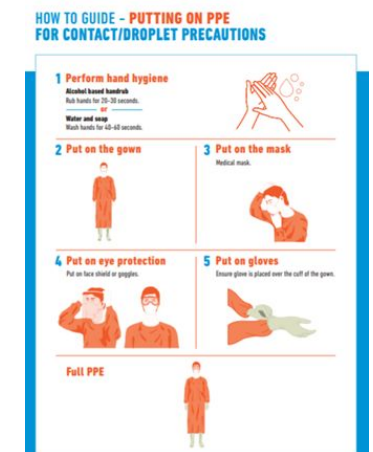 HOW TO GUIDE - PUTTING ON PPE
FOR CONTACT/DROPLET PRECAUTIONS
1 Perform hand hygiene
Alcohol based handrub
Rub hands for 20-30 seconds.
or
Water and soap
Wash hands for 40-60 seconds.
2 Put on the gown
3 Put on the mask
Medical mask.
4 Put on eye protection
Put on face shield or goggles.
5 Put on gloves
Ensure glove is placed over the cuff of the gown.
Full PPE